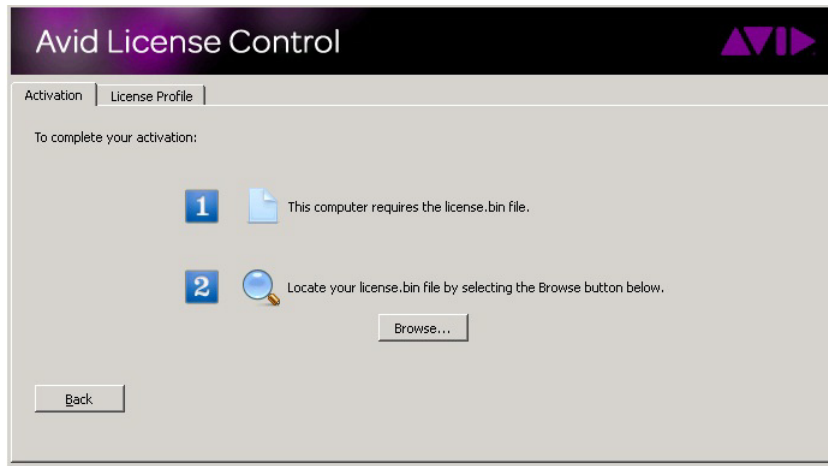 Avid License Control
AVID
Activation
License Profile
To complete your activation:
1
This computer requires the license.bin file.
2
Locate your license.bin file by selecting the Browse button below.
Browse...
Back